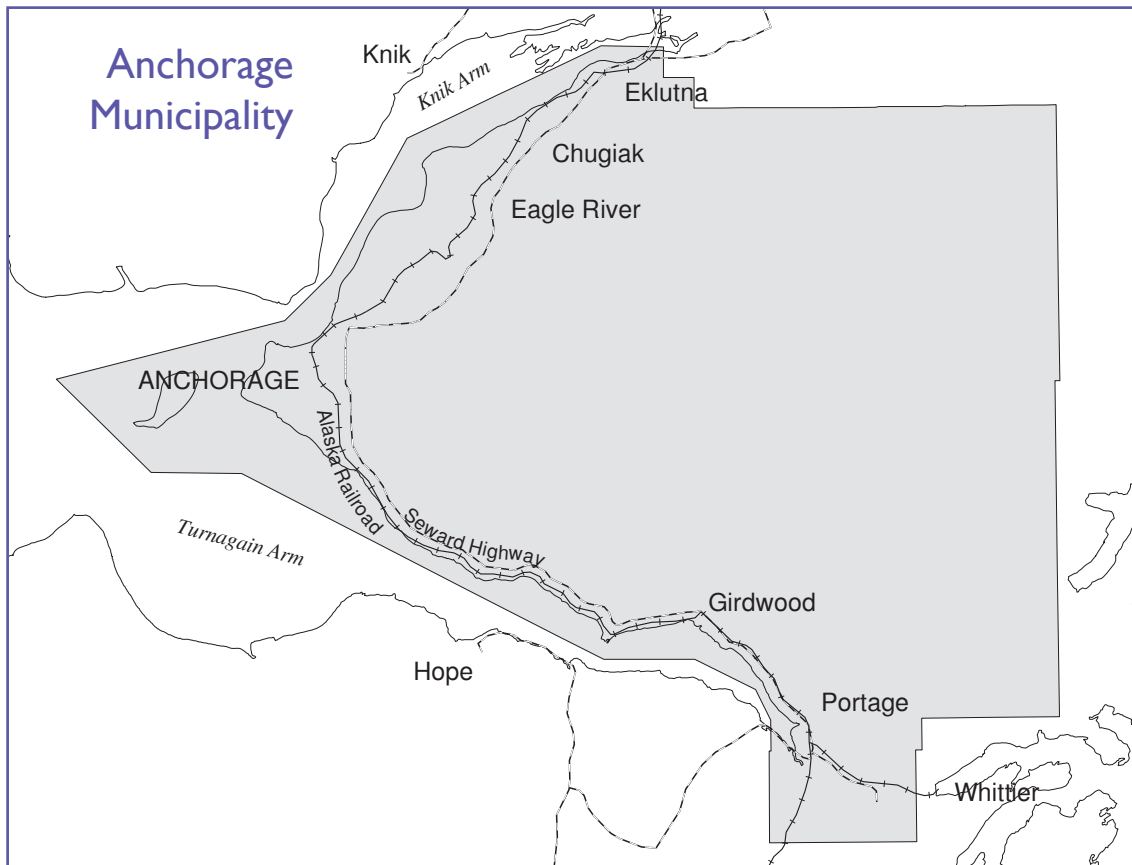 Anchorage
Municipality
Knik
Knik Arm
Eklutna
Chugiak
Eagle River
ANCHORAGE
Alaska Railroad
Seward Highway
Turnagain Arm
Girdwood
Hope
Portage
Whittier